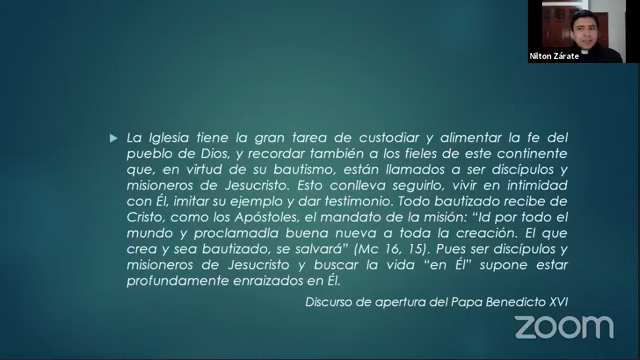 Nilton Zárate
La Iglesia tiene la gran tarea de custodiar y alimentar la fe del
pueblo de Dios, y recordar también a los fieles de este continente
que, en virtud de su bautismo, están llamados a ser discípulos y
misioneros de Jesucristo. Esto conlleva seguirlo, vivir en intimidad
con Él, imitar su ejemplo y dar testimonio. Todo bautizado recibe de
Cristo, como los Apóstoles, el mandato de la misión: “Id por todo el
mundo y proclamadla buena nueva a toda la creación. El que
crea y sea bautizado, se salvará” (Mc 16, 15). Pues ser discípulos y
misioneros de Jesucristo y buscar la vida “en Él” supone estar
profundamente enraizados en Él.
Discurso de apertura del Papa Benedicto XVI
zoom